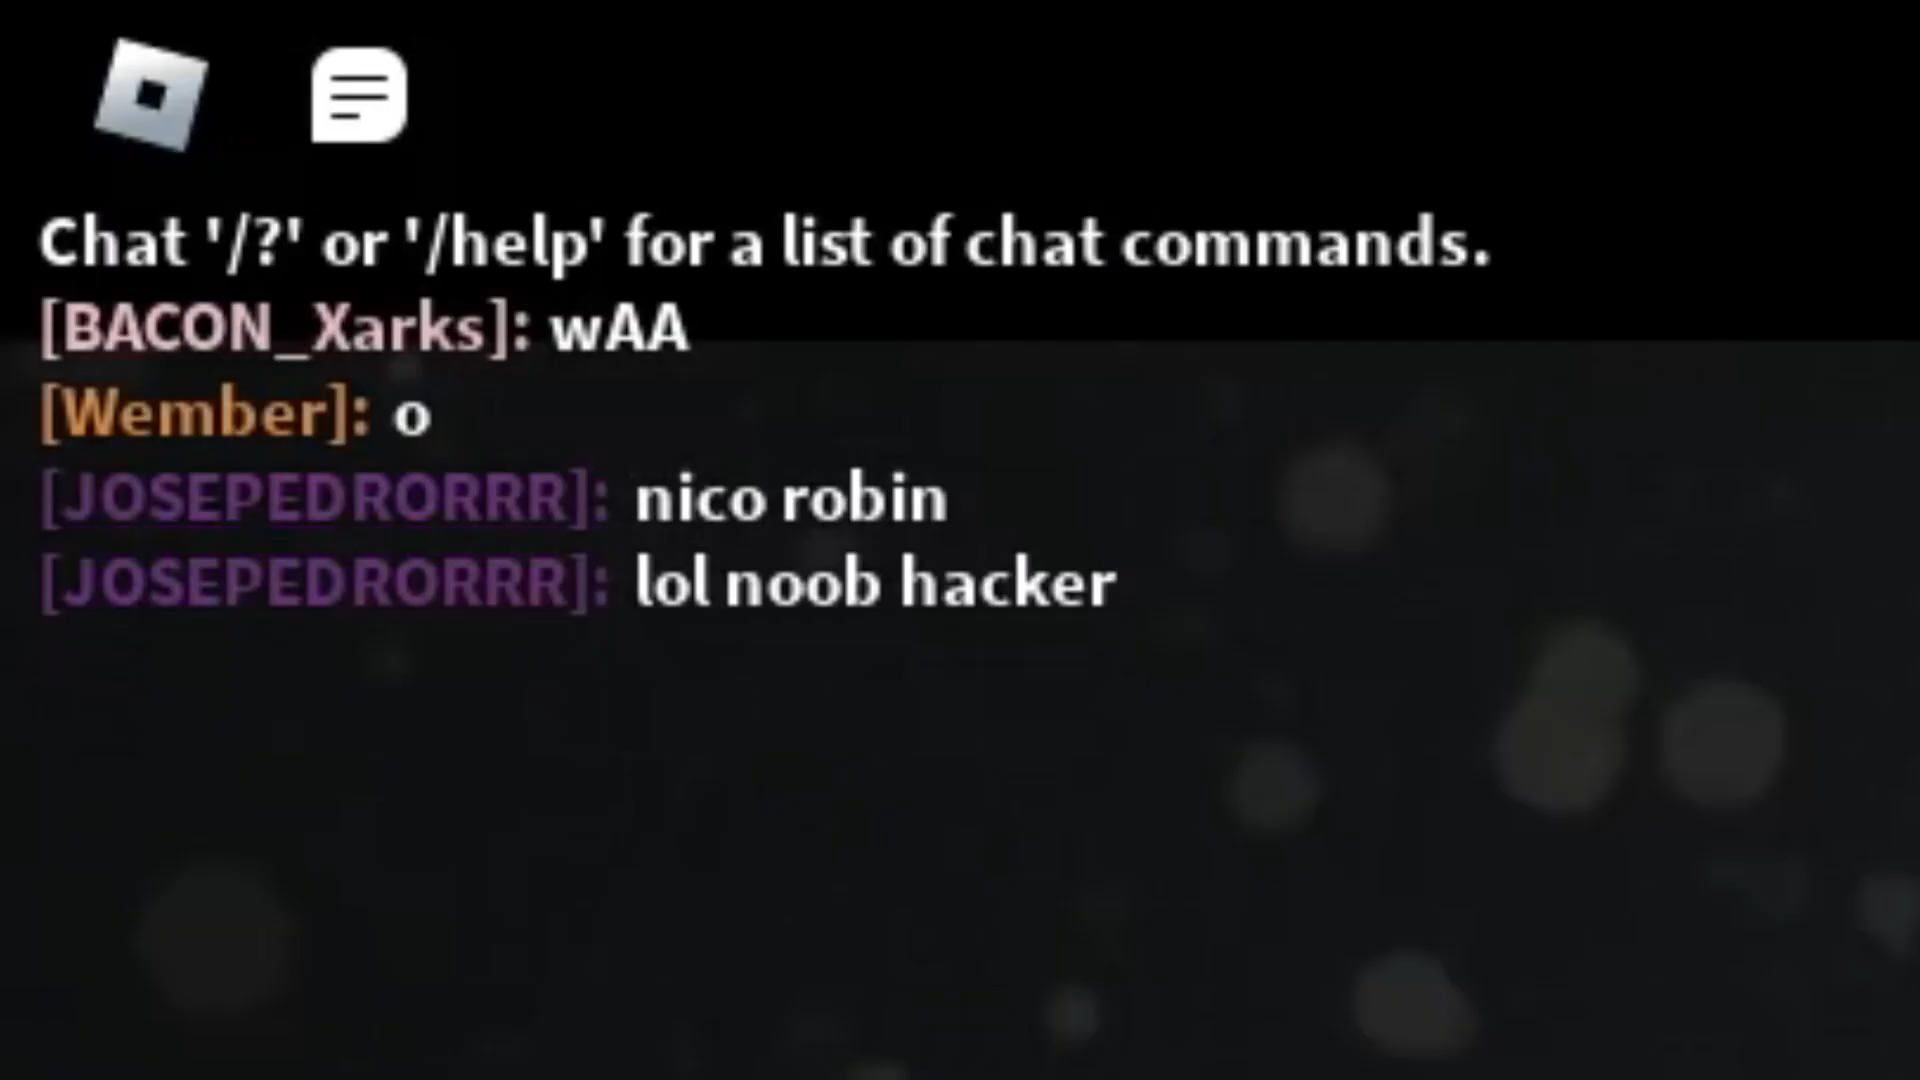 Chat '/?' or '/help' for a list of chat commands.
[BACON_Xarks]: wAA
[Wember]: o
[JOSEPEDRORRR]: nico robin
[JOSEPEDRORRR]: lol noob hacker